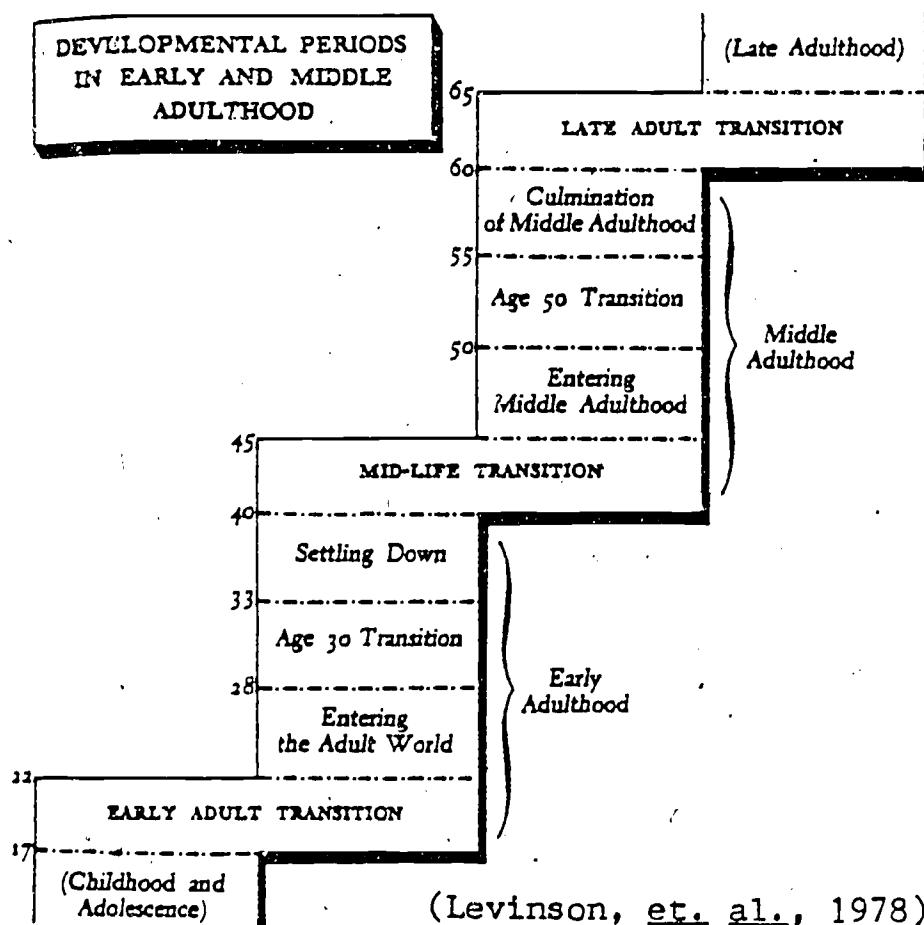 DEVELOPMENTAL PERIODS
IN EARLY AND MIDDLE
ADULTHOOD
(Late Adulthood)
65
LATE ADULT TRANSITION
60
Culmination
of Middle Adulthood
55
Age 50 Transition
Middle
Adulthood
50
Entering
Middle Adulthood
45
MID-LIFE TRANSITION
40
Settling Down
33
Age 30 Transition
Early
Adulthood
28
Entering
the Adult World
22
EARLY ADULT TRANSITION
17
(Childhood and
Adolescence)
(Levinson, et. al., 1978)